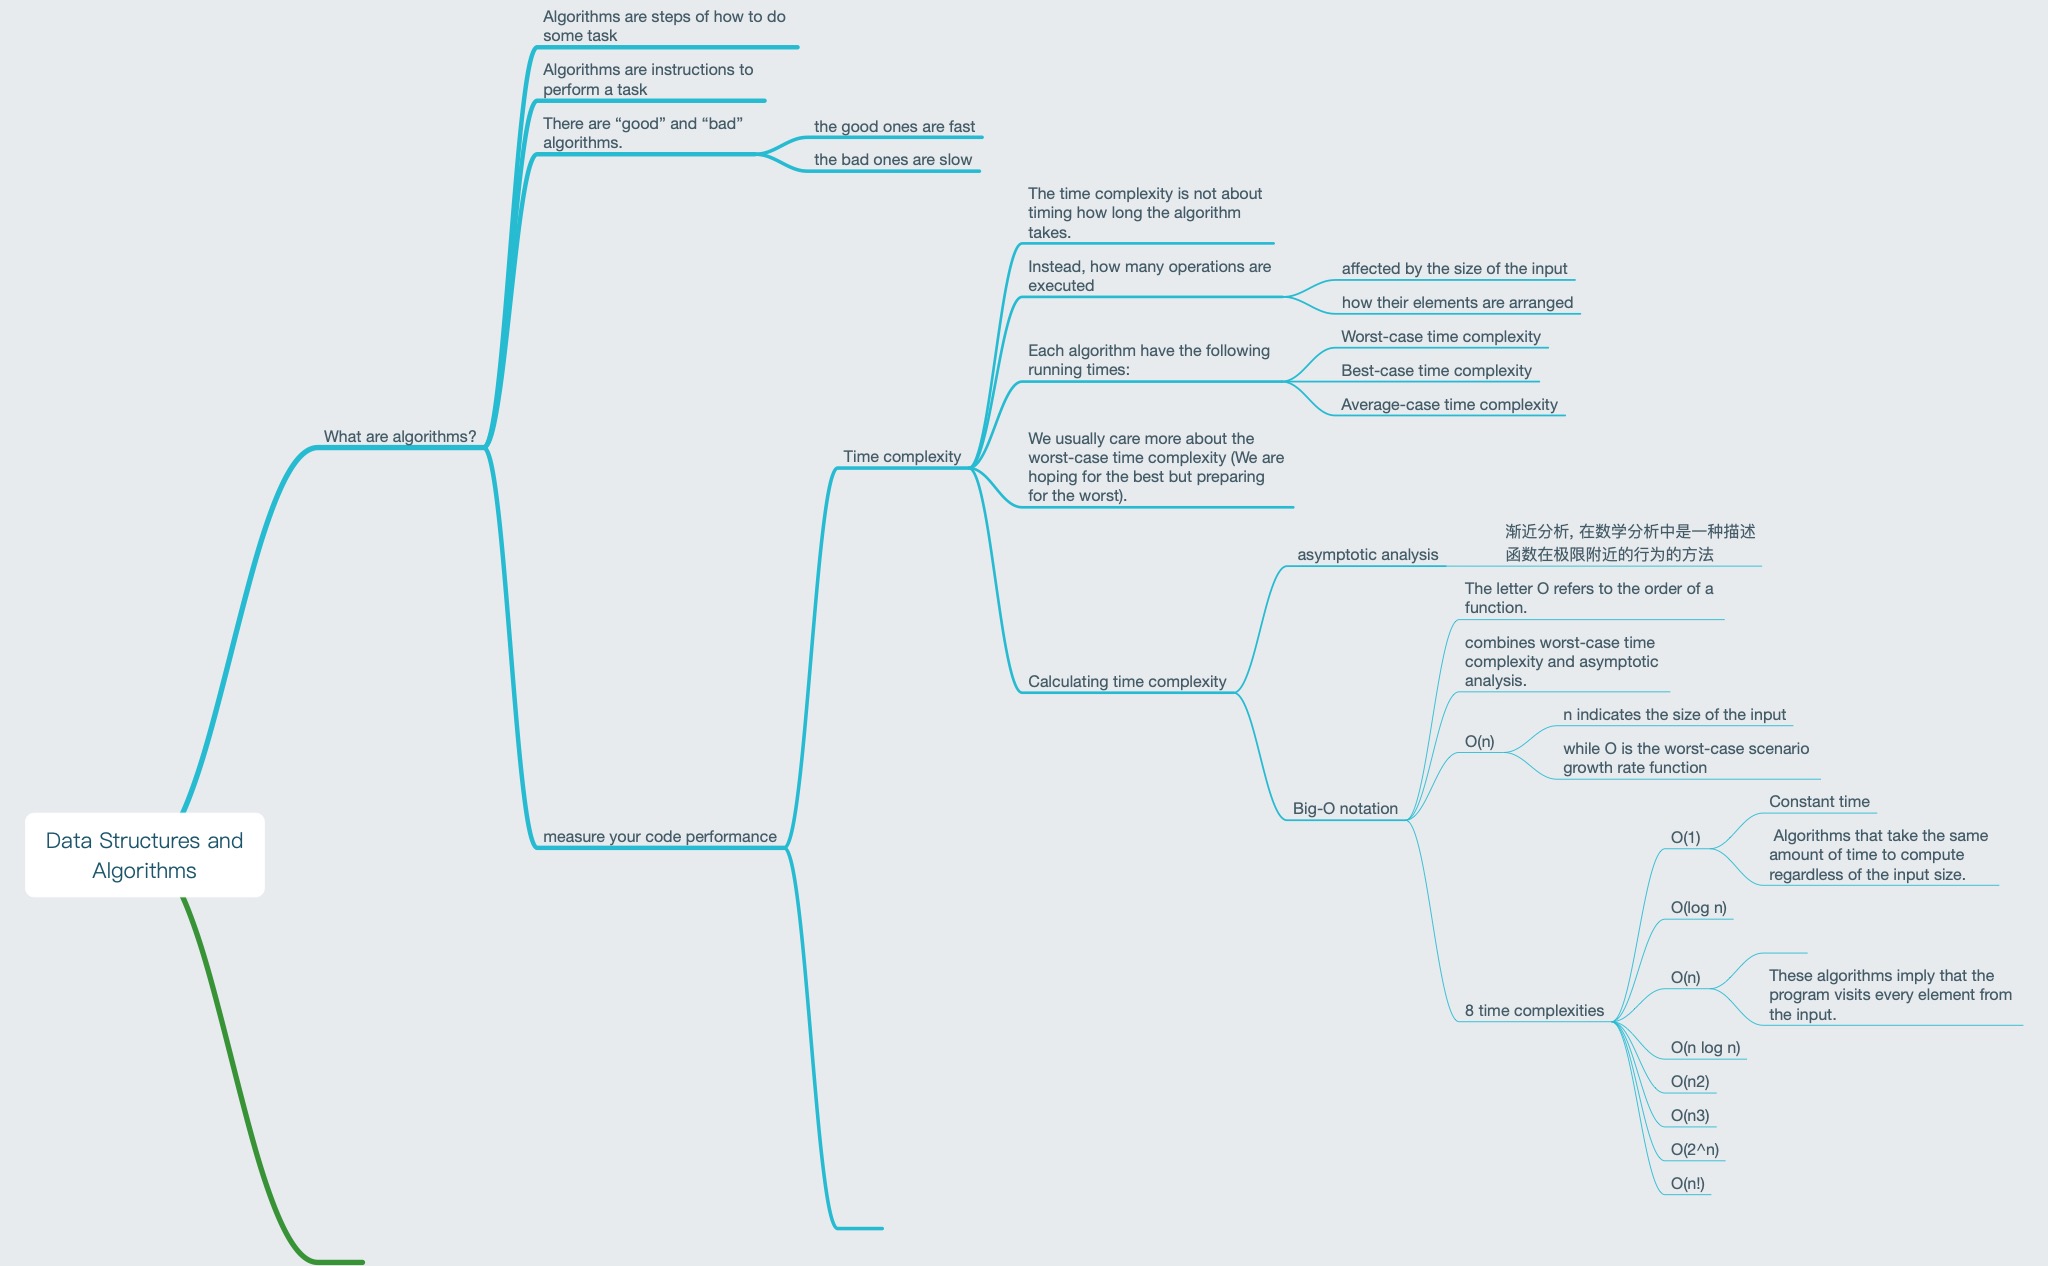 Algorithms are steps of how to do
some task
Algorithms are instructions to
perform a task
There are “good” and “bad”
algorithms.
the good ones are fast
the bad ones are slow
The time complexity is not about
timing how long the algorithm
takes.
Instead, how many operations are
executed
affected by the size of the input
how their elements are arranged
Each algorithm have the following
running times:
Worst-case time complexity
Best-case time complexity
Average-case time complexity
What are algorithms?
Time complexity
We usually care more about the
worst-case time complexity (We are
hoping for the best but preparing
for the worst).
asymptotic analysis
渐近分析, 在数学分析中是一种描述
函数在极限附近的行为的方法
The letter O refers to the order of a
function.
combines worst-case time
complexity and asymptotic
analysis.
Calculating time complexity
O(n)
n indicates the size of the input
while O is the worst-case scenario
growth rate function
Big-O notation
measure your code performance
Data Structures and
Algorithms
O(1)
Constant time
Algorithms that take the same
amount of time to compute
regardless of the input size.
O(log n)
O(n)
These algorithms imply that the
program visits every element from
the input.
8 time complexities
O(n log n)
O(n2)
O(n3)
O(2^n)
O(n!)